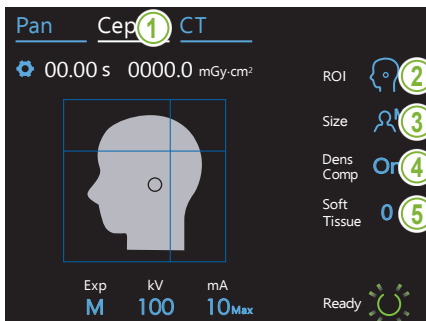 Pan Cep 1 CT
00.00 s 0000.0 mGy·cm²
ROI 2
Size 3
Dens
Comp On 4
Soft
Tissue 0 5
Exp kV mA
M 100 10Max
Ready